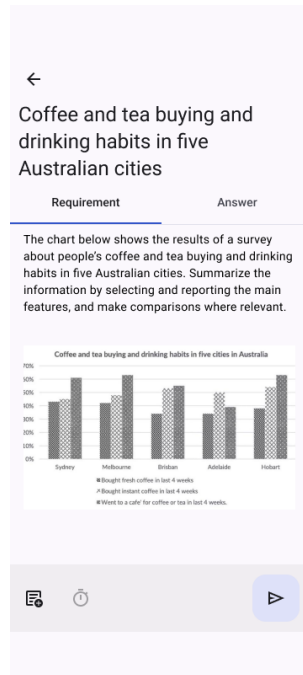 Coffee and tea buying and
drinking habits in five
Australian cities
Requirement Answer
The chart below shows the results of a survey
about people's coffee and tea buying and drinking
habits in five Australian cities. Summarize the
information by selecting and reporting the main
features, and make comparisons where relevant.
Coffee and tea buying and drinking habits in five cities in Australia
70%
60%
50%
40%
30%
20%
10%
0%
Sydney Melbourne Brisban Adelaide Hobart
Bought fresh coffee in last 4 weeks
Bought instant coffee in last 4 weeks
Went to a cafe' for coffee or tea in last 4 weeks.